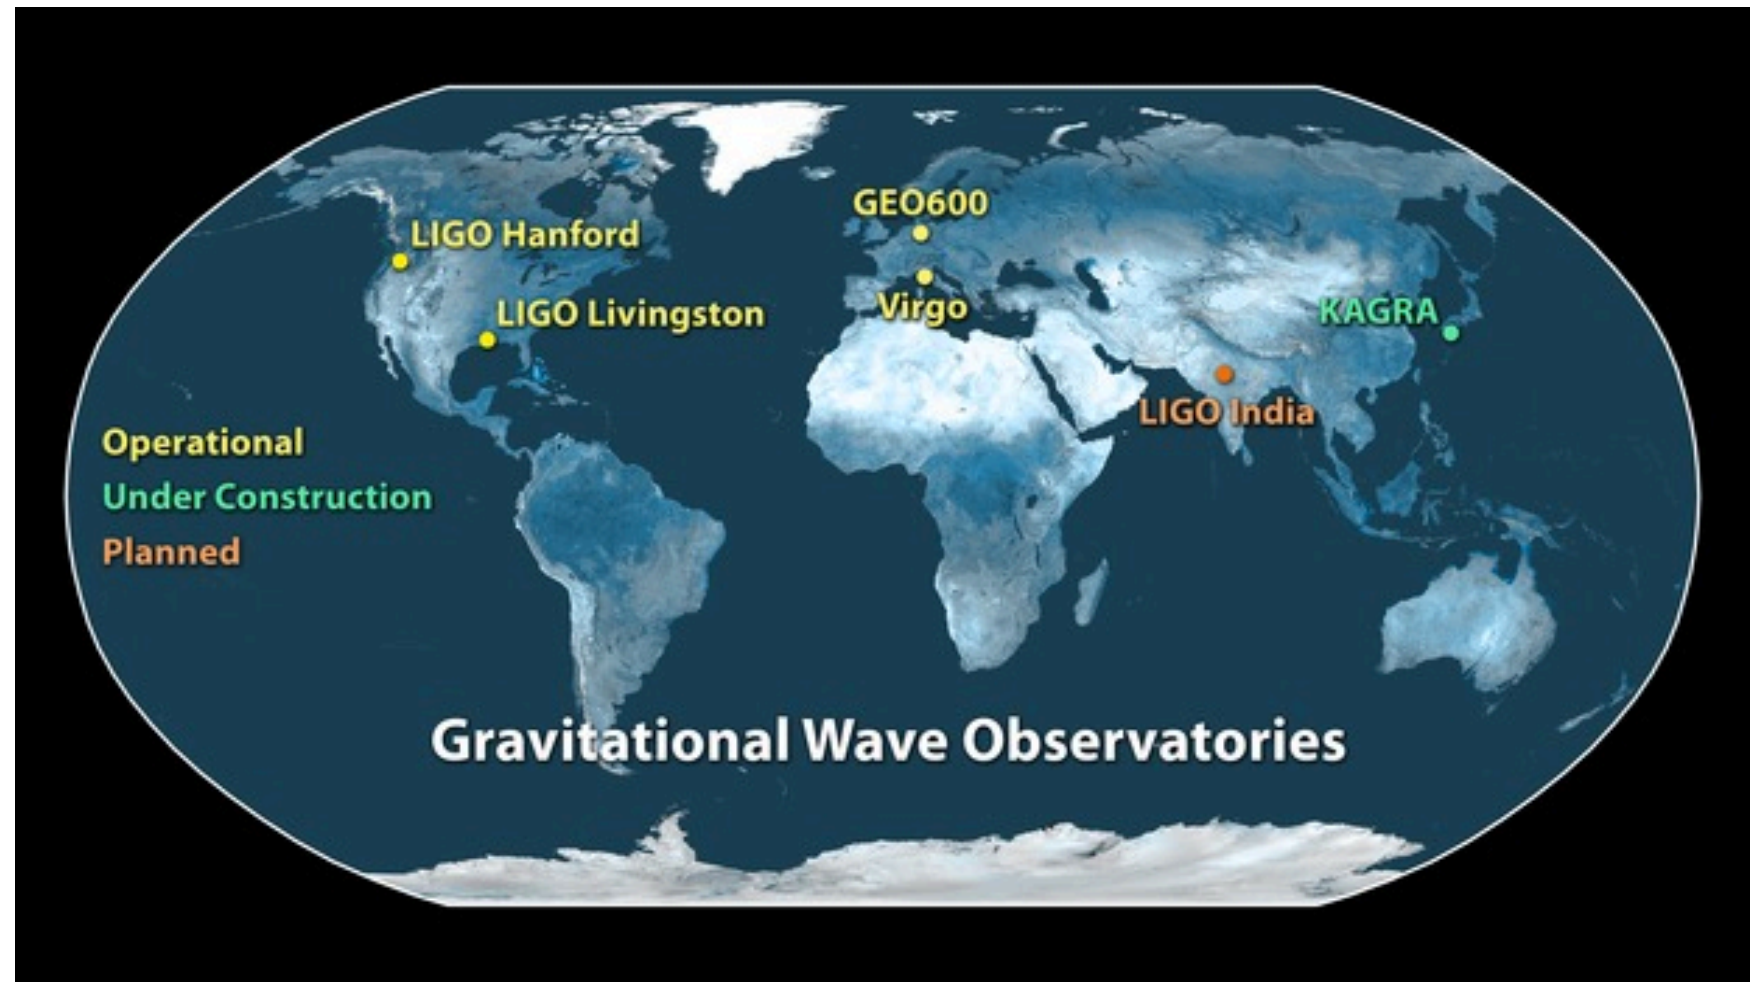 GEO600
LIGO Hanford
Virgo
LIGO Livingston
KAGRA
LIGO India
Operational
Under Construction
Planned
Gravitational Wave Observatories